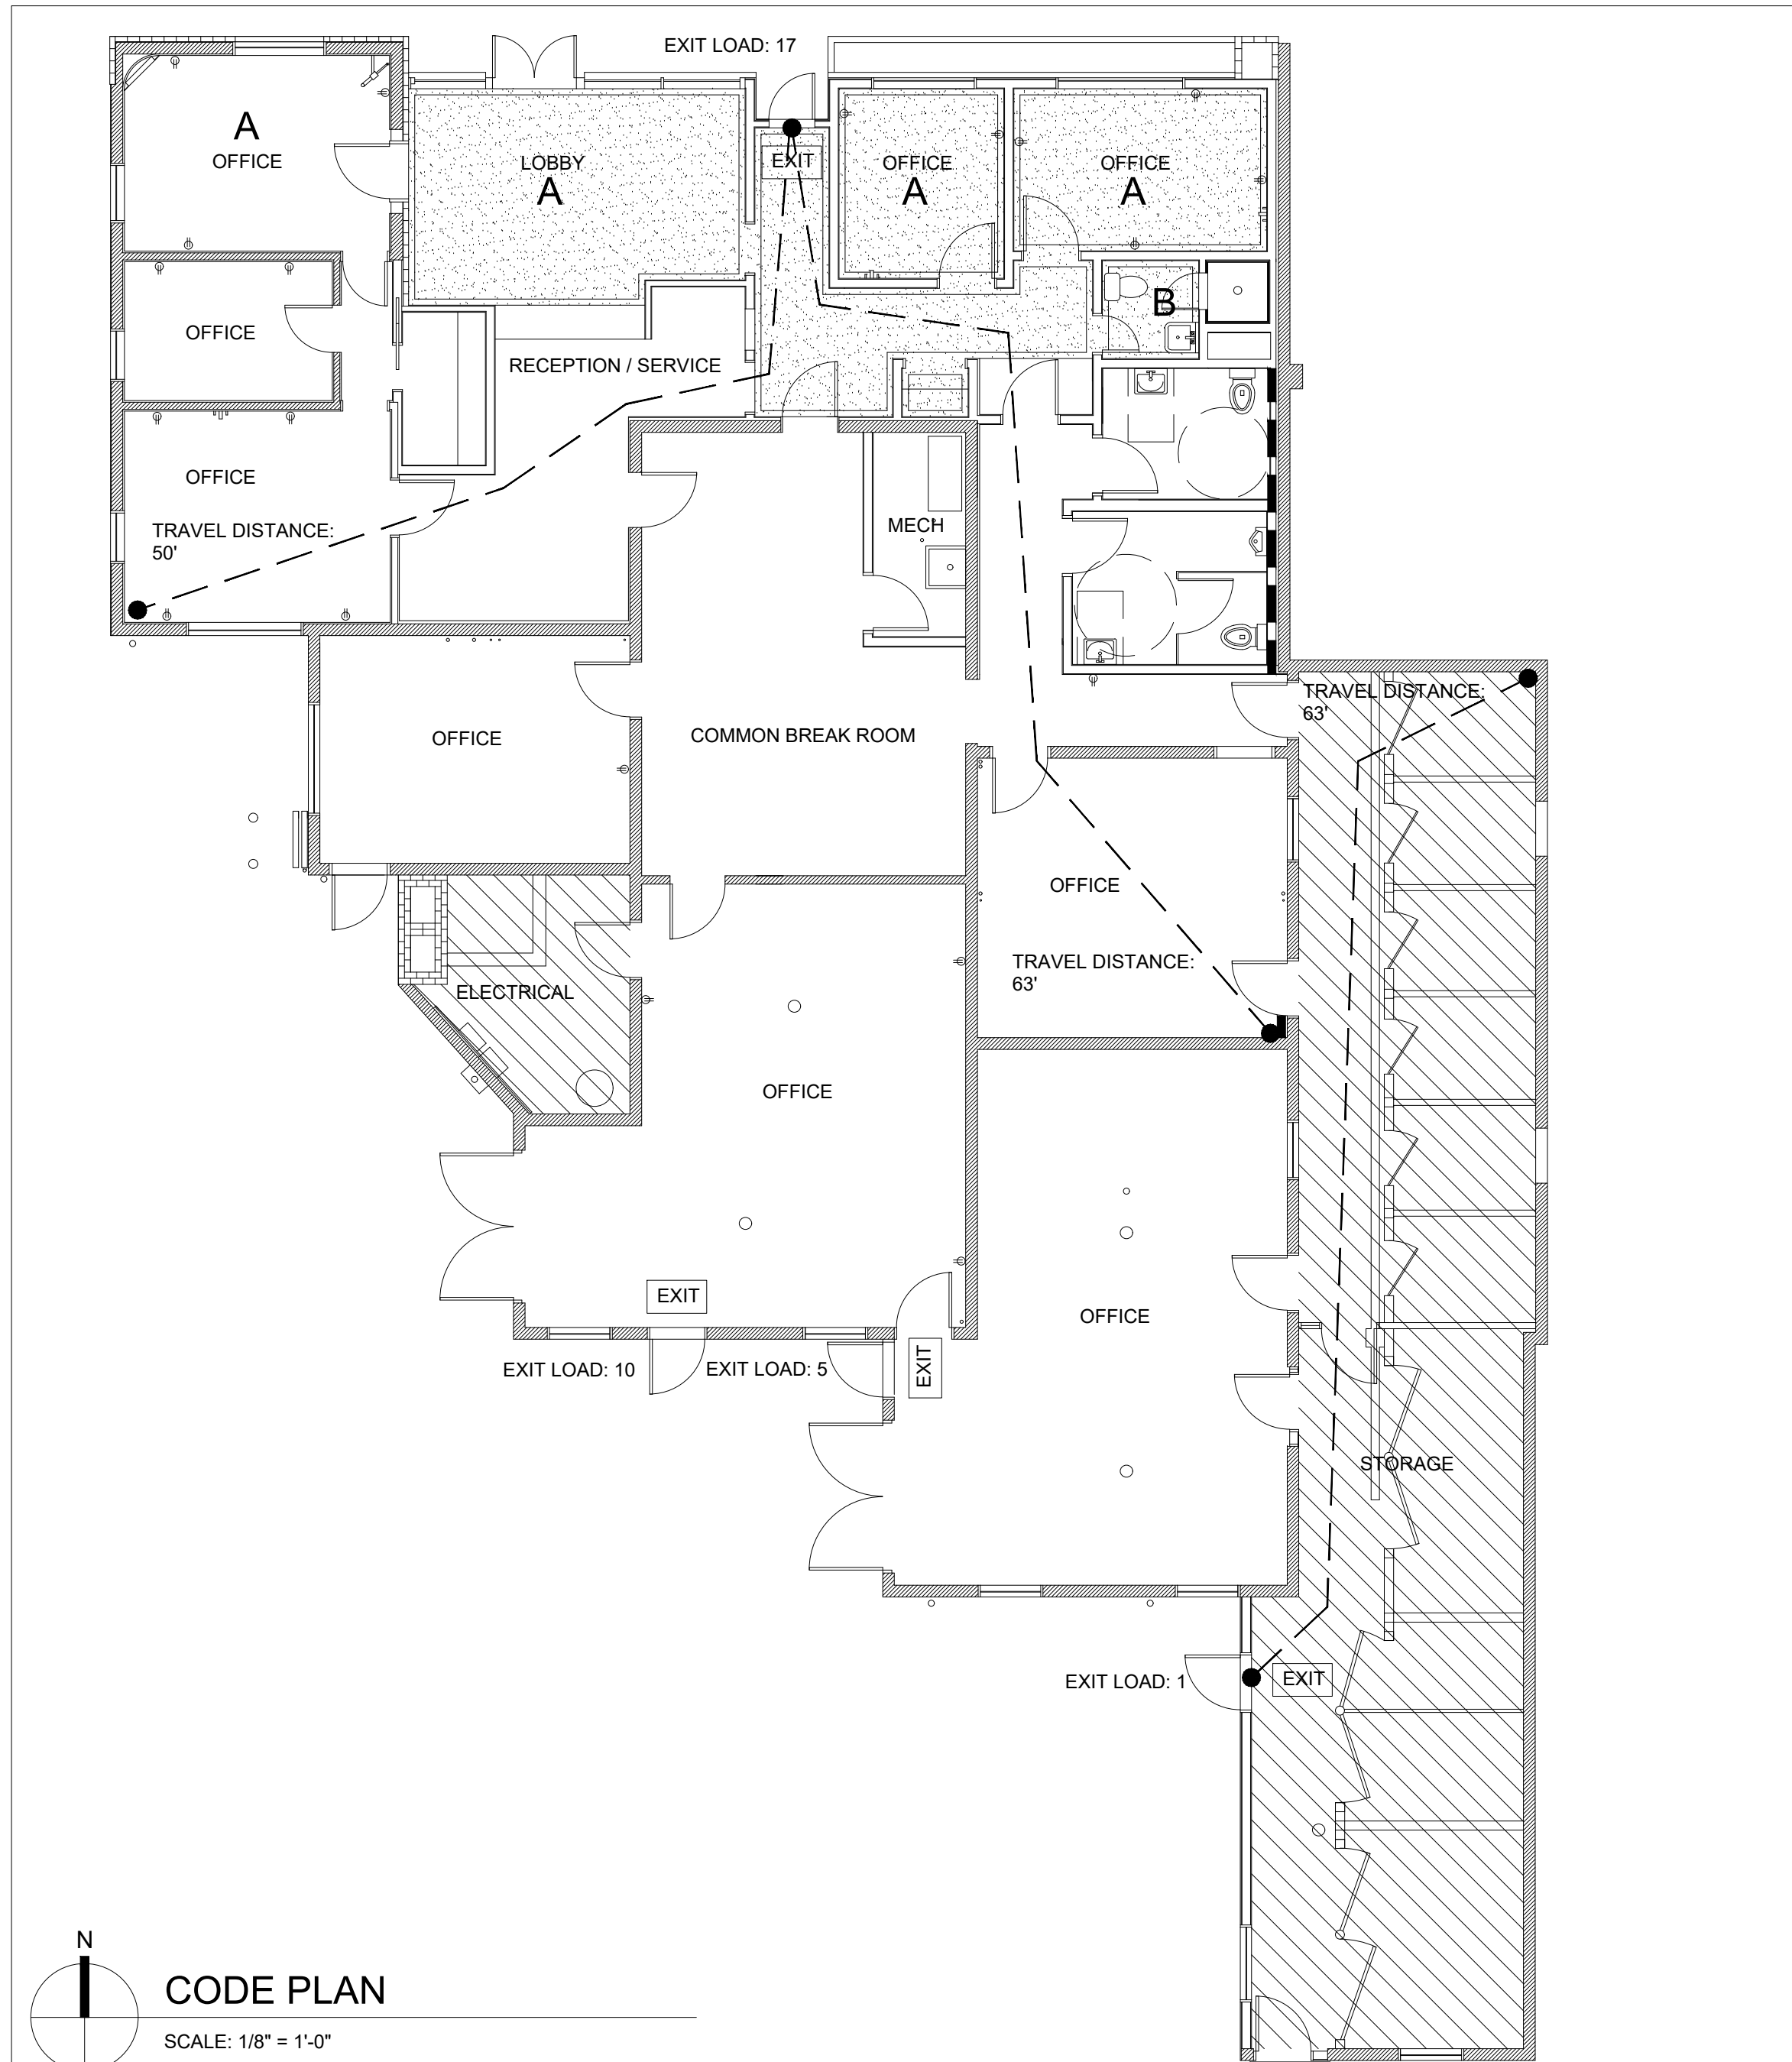 EXIT LOAD: 17
A
OFFICE
LOBBY
A
EXIT
OFFICE
A
OFFICE
A
B
OFFICE
RECEPTION / SERVICE
OFFICE
TRAVEL DISTANCE:
50'
MECH
OFFICE
COMMON BREAK ROOM
TRAVEL DISTANCE:
63'
OFFICE
TRAVEL DISTANCE:
63'
ELECTRICAL
OFFICE
EXIT
OFFICE
EXIT LOAD: 10
EXIT LOAD: 5
EXIT
STORAGE
EXIT LOAD: 1
EXIT
N
CODE PLAN
SCALE: 1/8" = 1'-0"